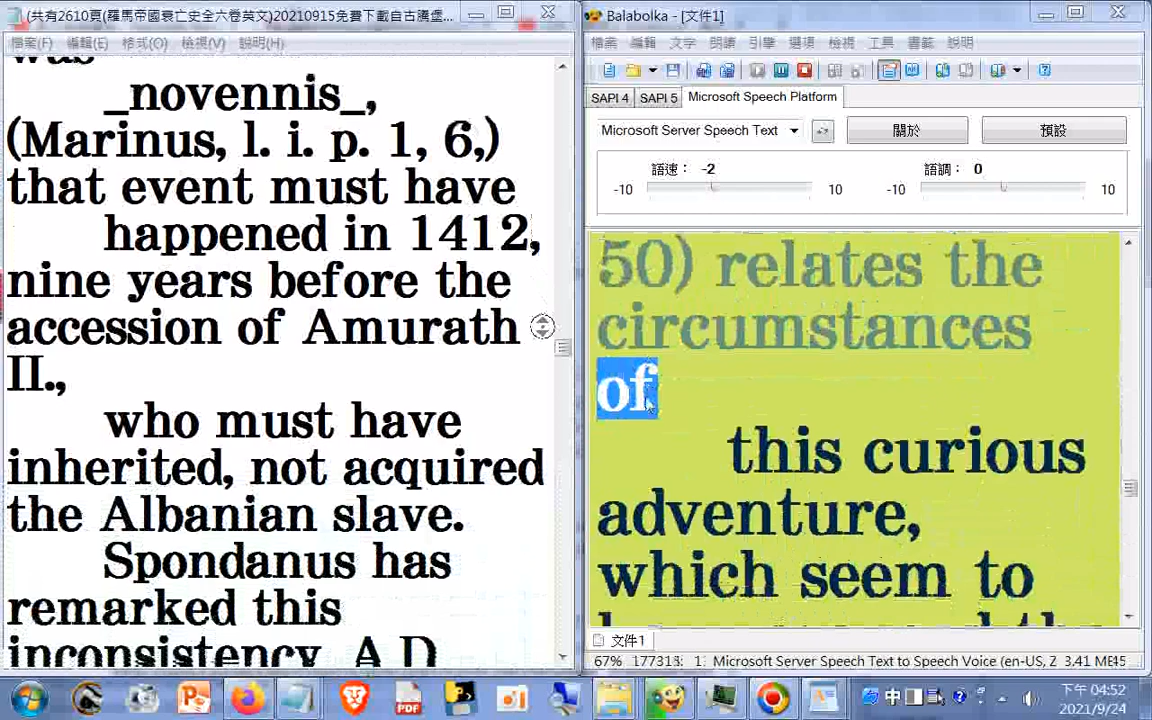 (共有2610頁(羅馬帝國衰亡史全六卷英文)20210915免費下載自古騰堡...
檔案(F) 編輯(E) 格式(O) 檢視(V) 說明(H)
was
_novennis_,
(Marinus, l. i. p. 1, 6,)
that event must have
happened in 1412,
nine years before the
accession of Amurath
II.,
who must have
inherited, not acquired
the Albanian slave.
Spondanus has
remarked this
inconsistency, A.D.
Balabolka - [文件1]
檔案 編輯 文字 閱讀 引擎 選項 檢視 工具 書籤 說明
SAPI 4 SAPI 5 Microsoft Speech Platform
Microsoft Server Speech Text 關於 預設
語速： -2 語調： 0
-10 10 -10 10
50) relates the
circumstances
of
this curious
adventure,
which seem to
文件1
67% Microsoft Server Speech Text to Speech Voice (en-US, Z 3.41 ME
中 下午 04:52
2021/9/24